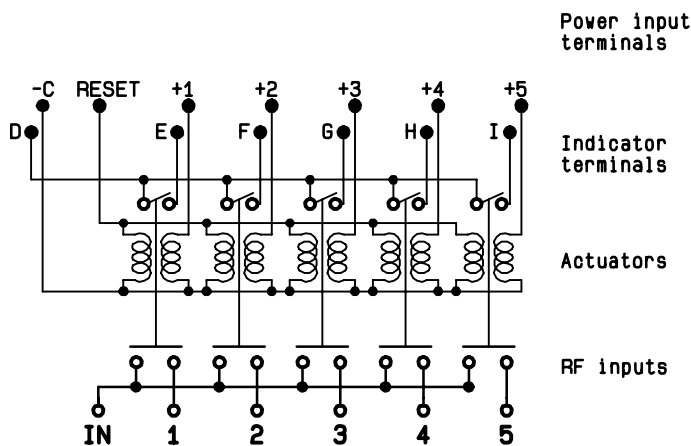 Power input
terminals
-C RESET +1 +2 +3 +4 +5
D E F G H I
Indicator
terminals
Actuators
RF inputs
IN 1 2 3 4 5